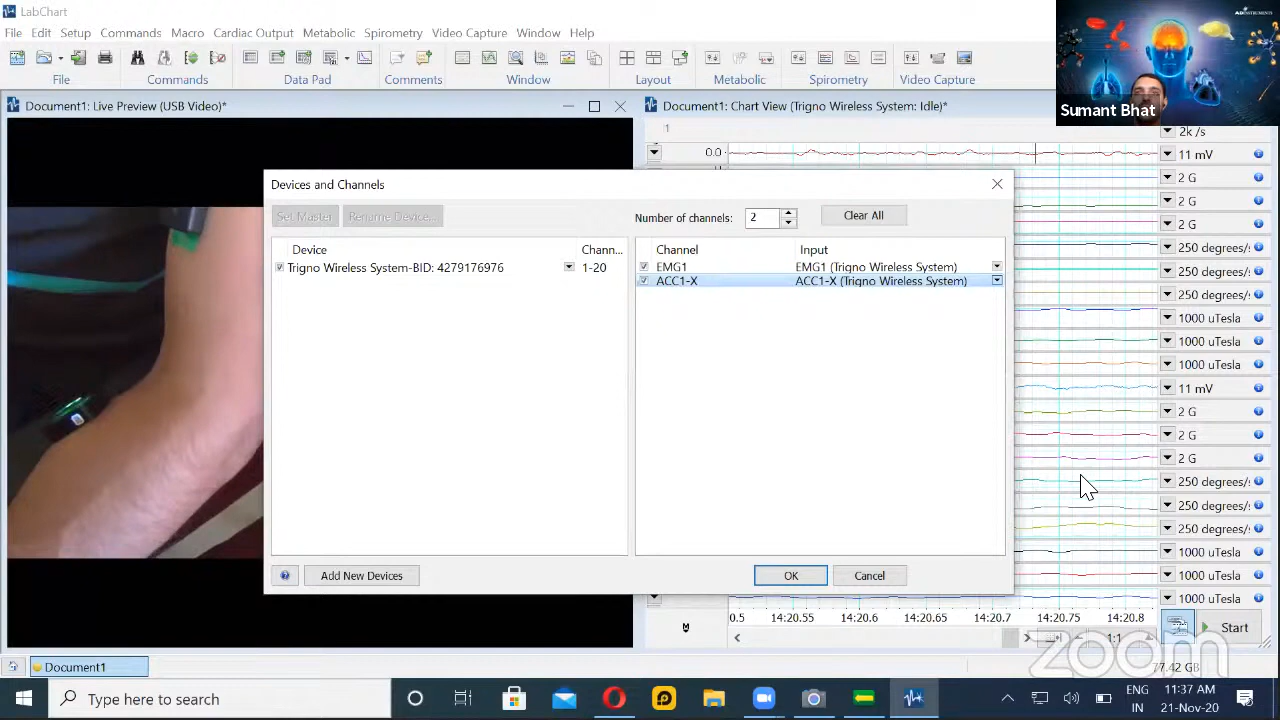 LabChart
File Edit Setup Commands Macro Cardiac Output Metabolic Spirometry Video Capture Window Help
File Commands Data Pad Comments Window Layout Metabolic Spirometry Video Capture
ADINSTRUMENTS
Sumant Bhat
Document1: Live Preview (USB Video)*
Document1: Chart View (Trigno Wireless System: Idle)*
1
2k /s
0.0
11 mV
2 G
2 G
2 G
250 degrees/:
250 degrees/:
250 degrees/:
1000 uTesla
1000 uTesla
1000 uTesla
11 mV
2 G
2 G
2 G
250 degrees/:
250 degrees/:
250 degrees/:
1000 uTesla
1000 uTesla
1000 uTesla
Devices and Channels
Number of channels: 2 Clear All
Device Chann...
Trigno Wireless System-BID: 4279176976 1-20
Channel Input
EMG1 EMG1 (Trigno Wireless System)
ACC1-X ACC1-X (Trigno Wireless System)
Add New Devices OK Cancel
0.5 14:20.55 14:20.6 14:20.65 14:20.7 14:20.75 14:20.8
1:1 Start
zoom
Document1
77.42 GB
Type here to search
ENG
IN
11:37 AM
21-Nov-20